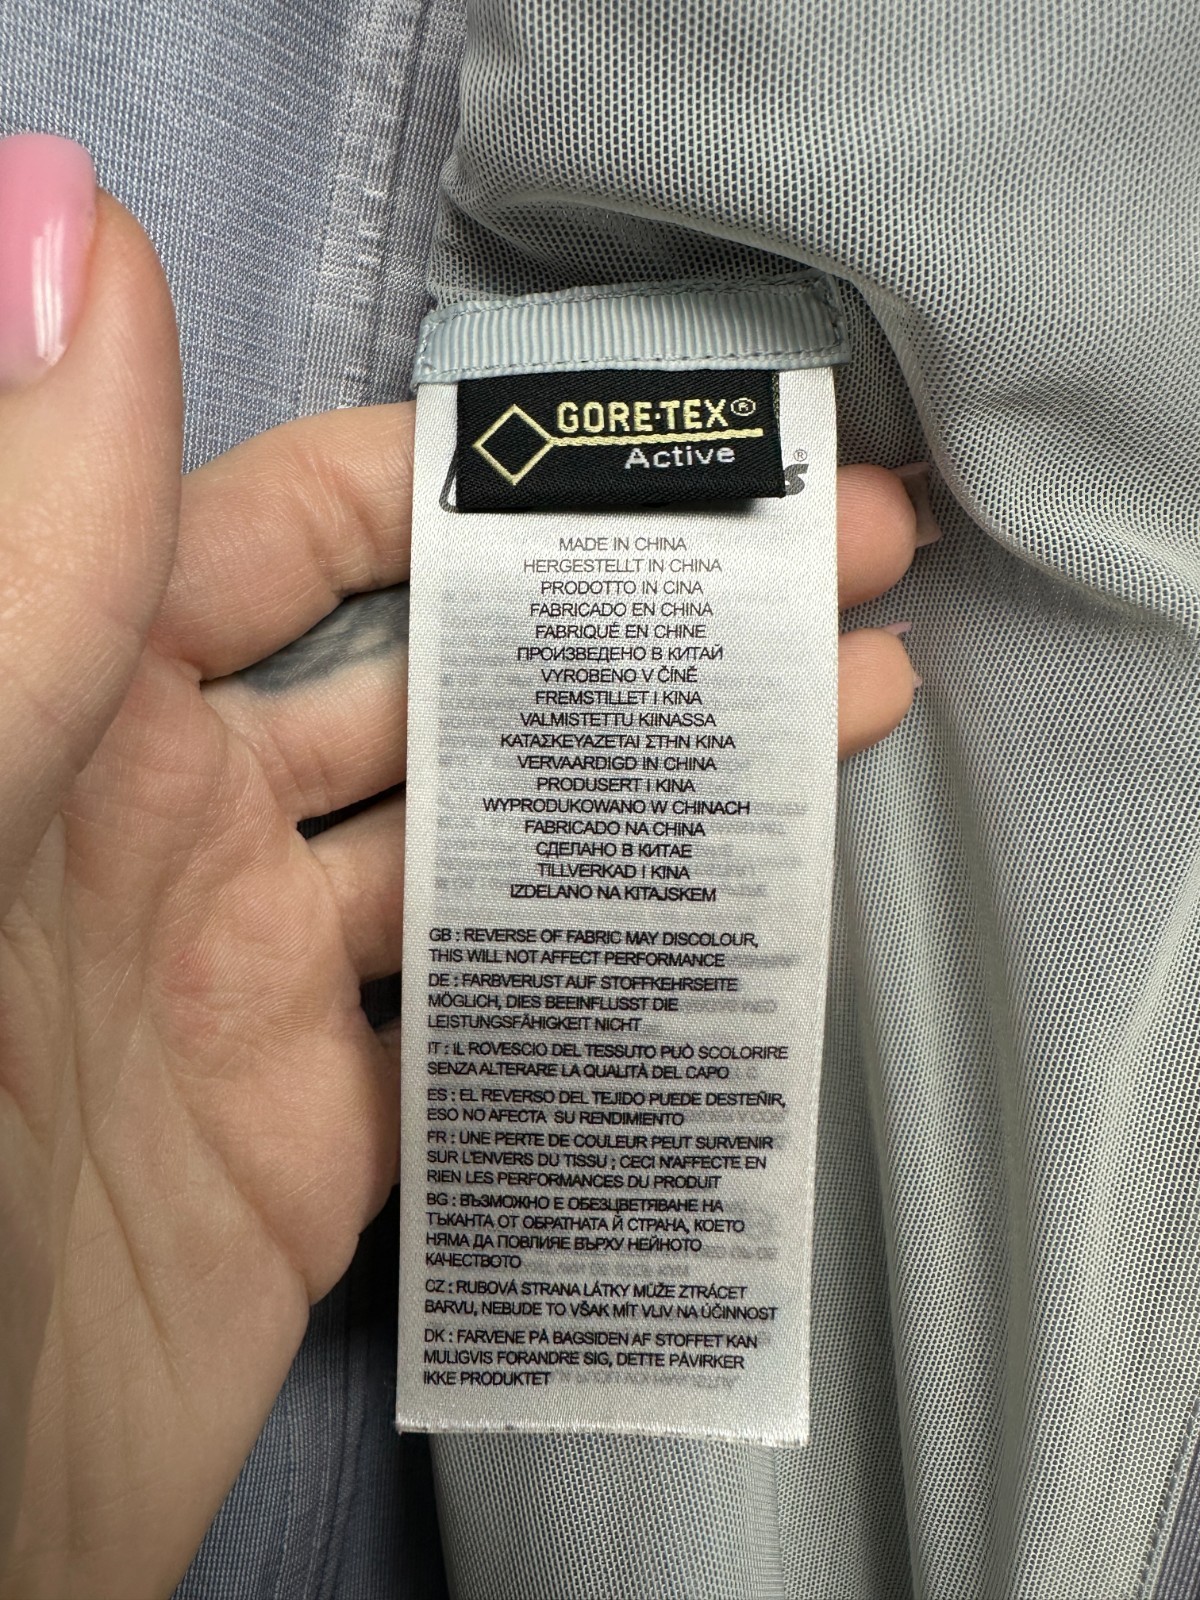 GORE-TEX®
Active
®
MADE IN CHINA
HERGESTELLT IN CHINA
PRODOTTO IN CINA
FABRICADO EN CHINA
FABRIQUÉ EN CHINE
ПРОИЗВЕДЕНО В КИТАЙ
VYROBENO V ČÍNĚ
FREMSTILLET I KINA
VALMISTETTU KIINASSA
ΚΑΤΑΣΚΕΥΑΖΕΤΑΙ ΣΤΗΝ ΚΙΝΑ
VERVAARDIGD IN CHINA
PRODUSERT I KINA
WYPRODUKOWANO W CHINACH
FABRICADO NA CHINA
СДЕЛАНО В КИТАЕ
TILLVERKAD I KINA
IZDELANO NA KITAJSKEM
GB : REVERSE OF FABRIC MAY DISCOLOUR,
THIS WILL NOT AFFECT PERFORMANCE
DE : FARBVERUST AUF STOFFKEHRSEITE
MÖGLICH, DIES BEEINFLUSST DIE
LEISTUNGSFÄHIGKEIT NICHT
IT : IL ROVESCIO DEL TESSUTO PUÒ SCOLORIRE
SENZA ALTERARE LA QUALITÀ DEL CAPO
ES : EL REVERSO DEL TEJIDO PUEDE DESTEÑIR,
ESO NO AFECTA SU RENDIMIENTO
FR : UNE PERTE DE COULEUR PEUT SURVENIR
SUR L'ENVERS DU TISSU ; CECI N'AFFECTE EN
RIEN LES PERFORMANCES DU PRODUIT
BG : ВЪЗМОЖНО Е ОБЕЗЦВЕТЯВАНЕ НА
ТЪКАНТА ОТ ОБРАТНАТА Й СТРАНА, КОЕТО
НЯМА ДА ПОВЛИЯЕ ВЪРХУ НЕЙНОТО
КАЧЕСТВОТО
CZ : RUBOVÁ STRANA LÁTKY MŮŽE ZTRÁCET
BARVU, NEBUDE TO VŠAK MÍT VLIV NA ÚČINNOST
DK : FARVENE PÅ BAGSIDEN AF STOFFET KAN
MULIGVIS FORANDRE SIG, DETTE PÅVIRKER
IKKE PRODUKTET